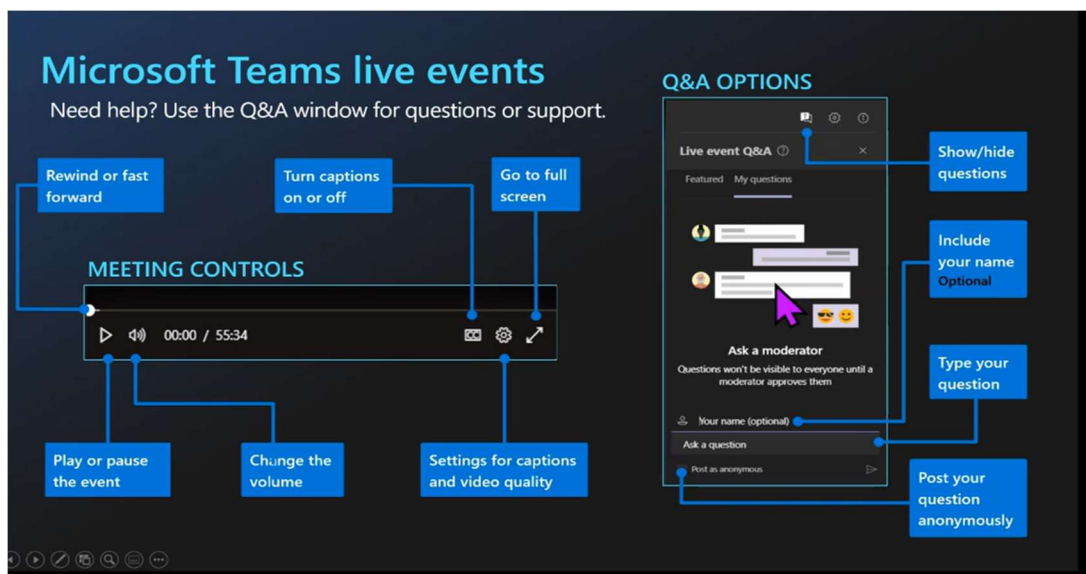 Microsoft Teams live events
Need help? Use the Q&A window for questions or support.
Rewind or fast
forward
Turn captions
on or off
Go to full
screen
MEETING CONTROLS
00:00 / 55:34
CC
Play or pause
the event
Change the
volume
Settings for captions
and video quality
Q&A OPTIONS
Live event Q&A
Featured My questions
Ask a moderator
Questions won't be visible to everyone until a
moderator approves them
Your name (optional)
Ask a question
Post as anonymous
Show/hide
questions
Include
your name
Optional
Type your
question
Post your
question
anonymously